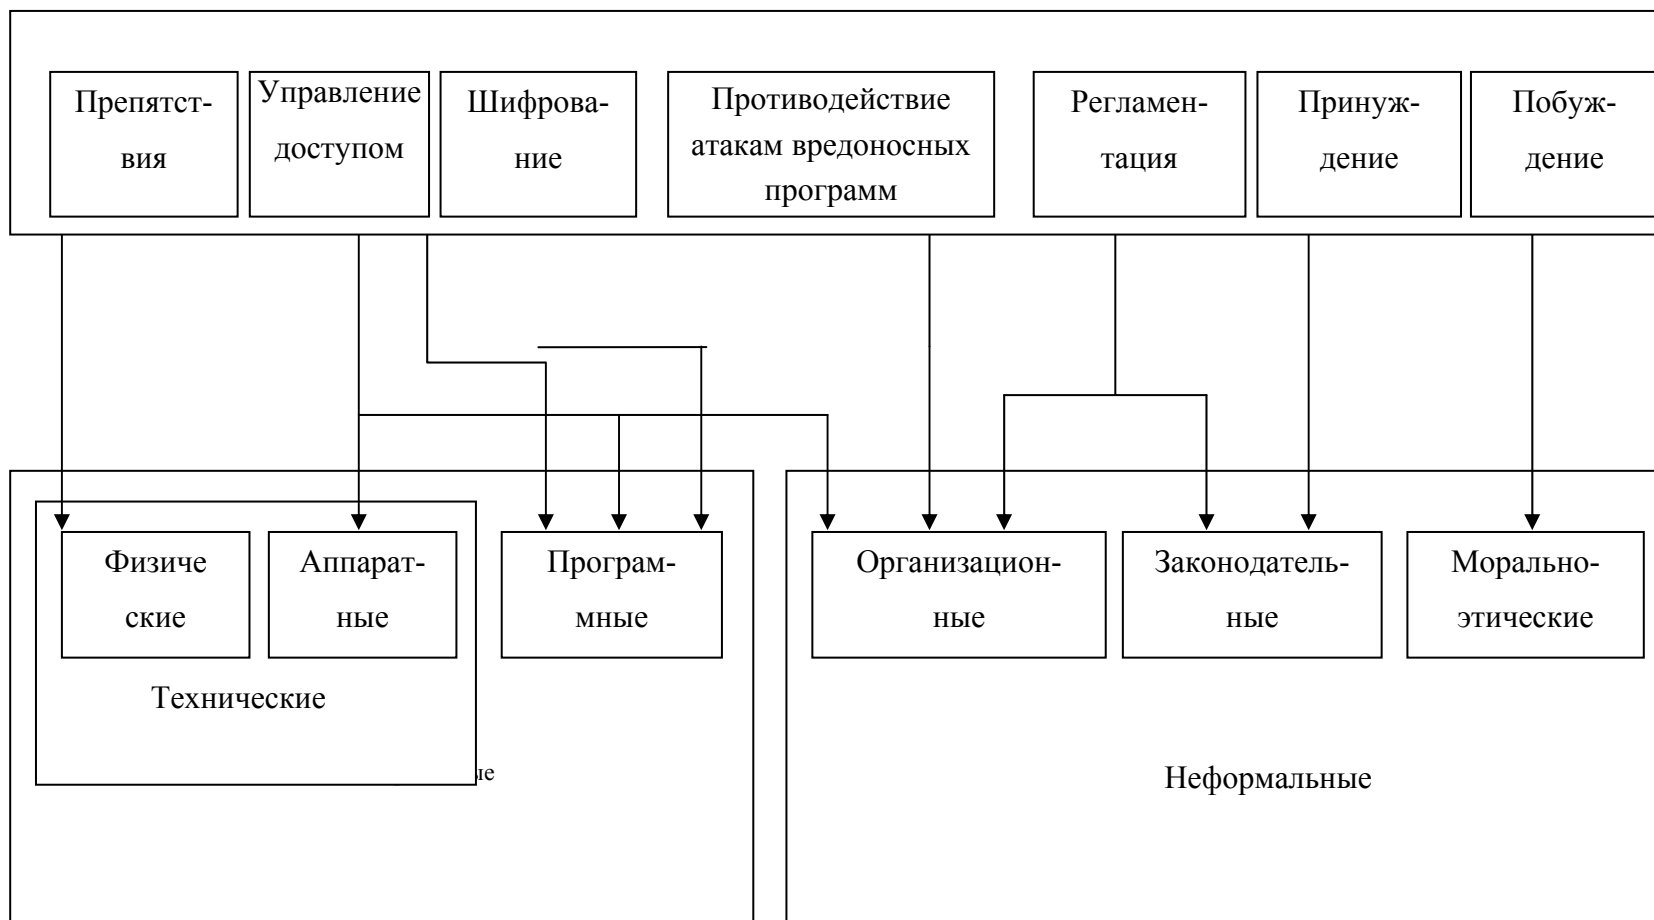 Препятст-
вия
Управление
доступом
Шифрова-
ние
Противодействие
атакам вредоносных
программ
Регламен-
тация
Принуж-
дение
Побуж-
дение
Физиче
ские
Аппарат-
ные
Програм-
мные
Организацион-
ные
Законодатель-
ные
Морально-
этические
Технические
Неформальные